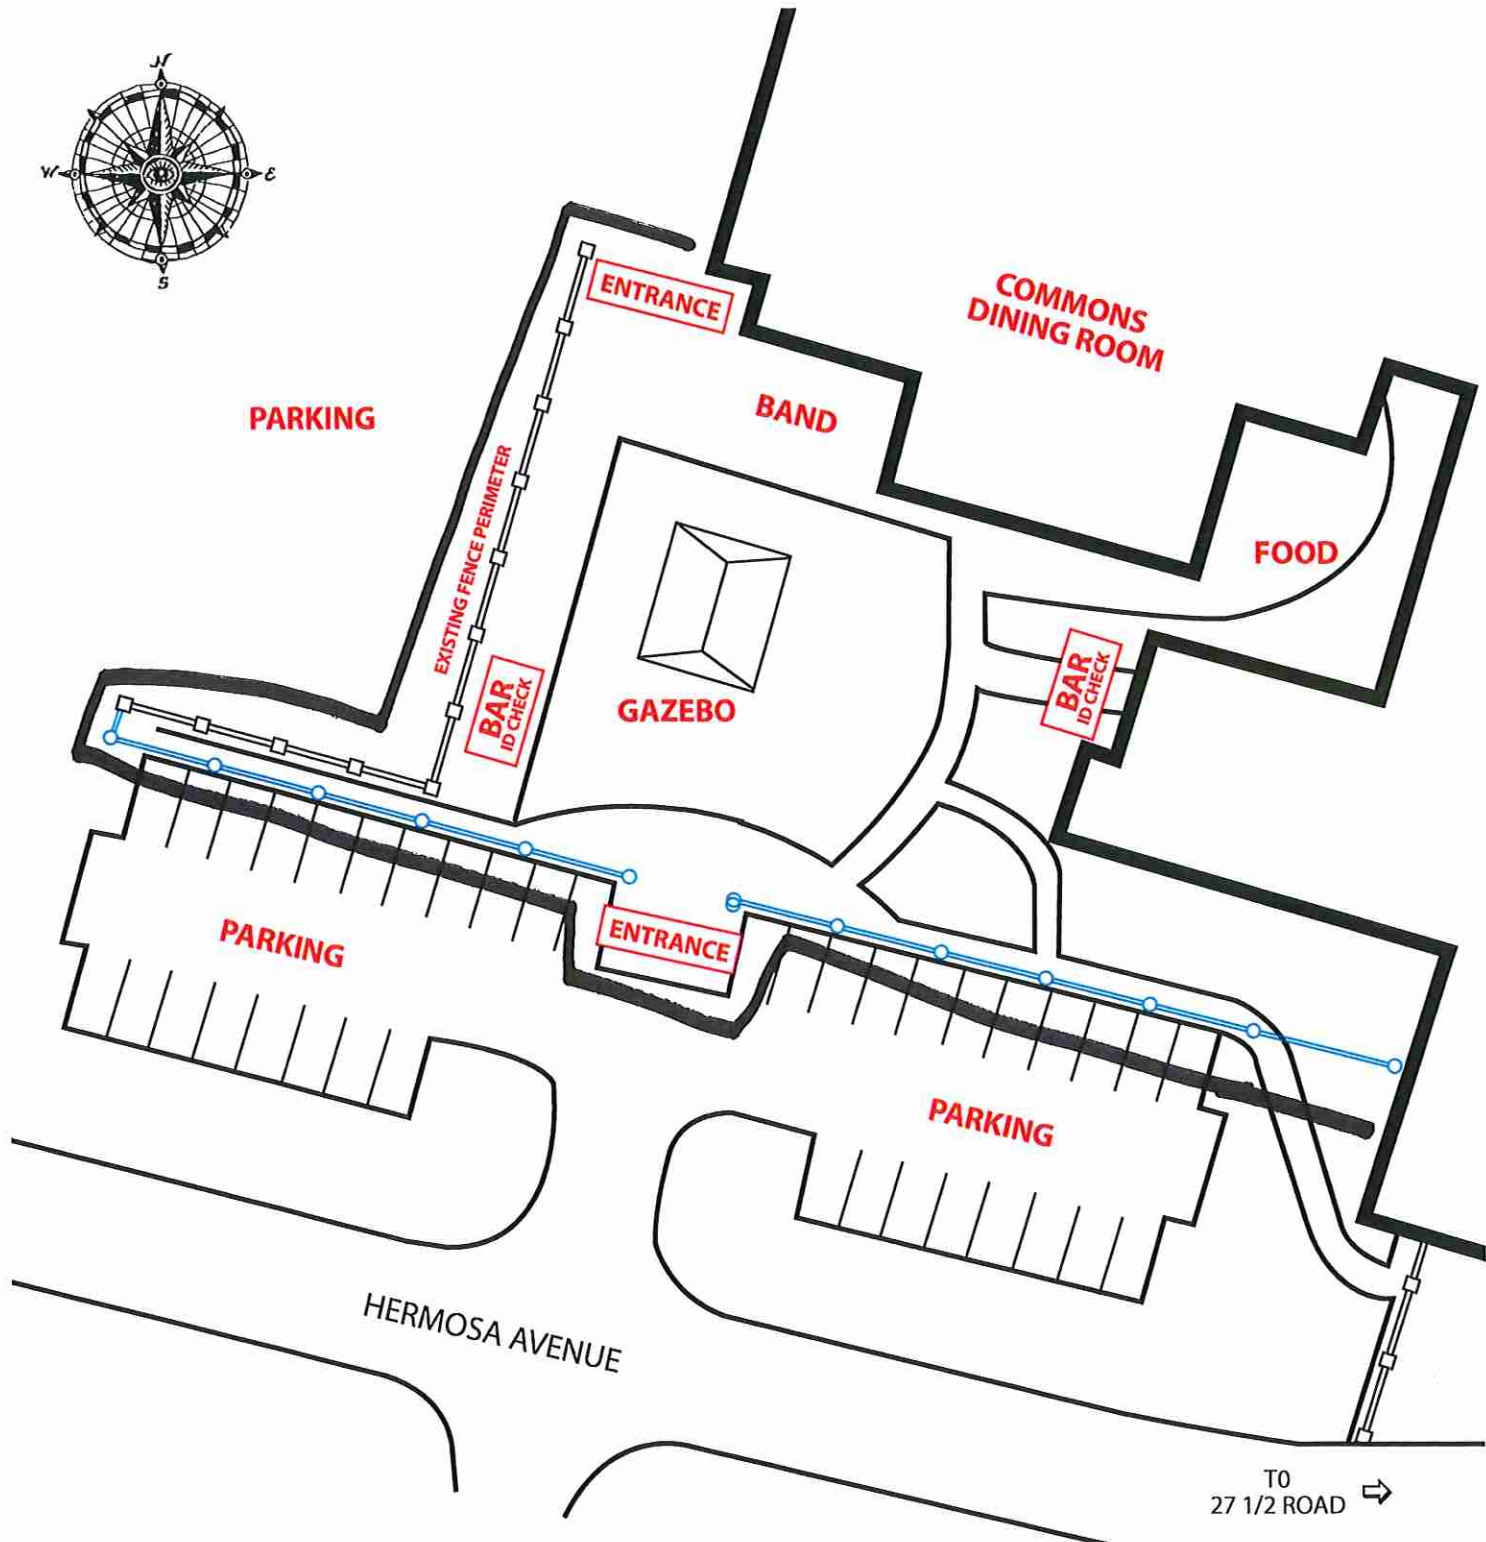 N
W
E
S
ENTRANCE
COMMONS
DINING ROOM
PARKING
BAND
EXISTING FENCE PERIMETER
FOOD
BAR
ID CHECK
GAZEBO
BAR
ID CHECK
PARKING
ENTRANCE
PARKING
HERMOSA AVENUE
T0
27 1/2 ROAD